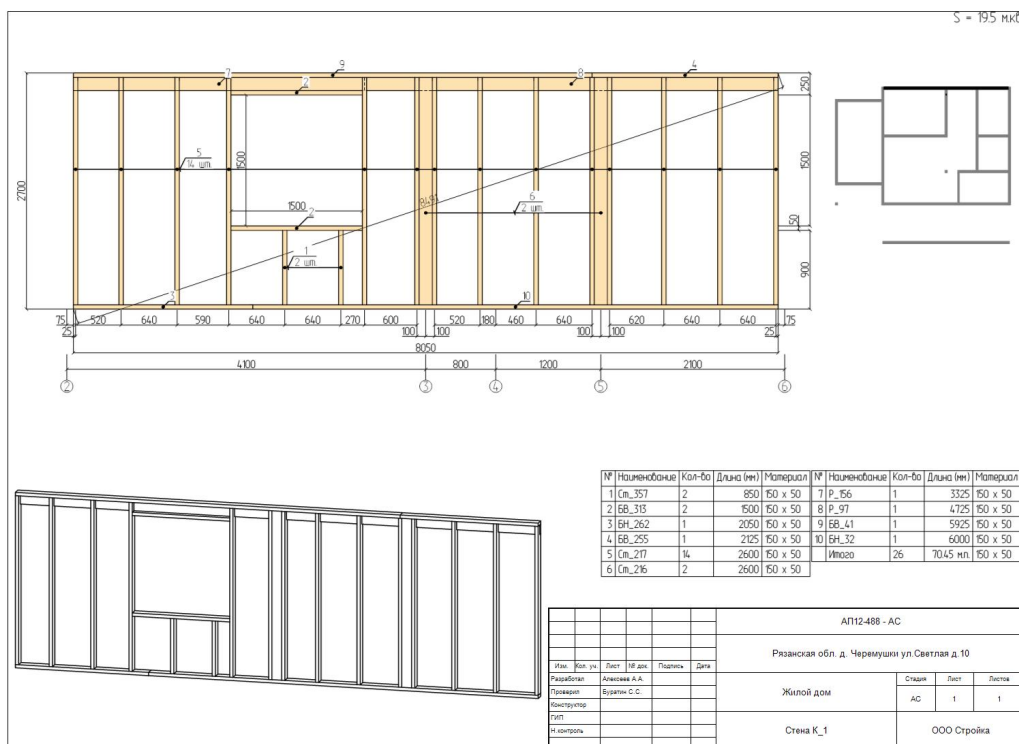 S = 19.5 м.кв
9
4
7
2
8
250
5
14 шт.
1500
1500
2700
8491
6
2 шт.
1500
2
50
1
2 шт.
900
3
10
75 520 640 590 640 640 270 600 520 180 460 640 620 640 640 75
25 100 100 100 100 25
8050
4100 800 1200 2100
2 3 4 5 6
№ Наименование Кол-во Длина (мм) Материал № Наименование Кол-во Длина (мм) Материал
1 Ст_357 2 850 150 x 50 7 Р_156 1 3325 150 x 50
2 БВ_313 2 1500 150 x 50 8 Р_97 1 4725 150 x 50
3 БН_262 1 2050 150 x 50 9 БВ_41 1 5925 150 x 50
4 БВ_255 1 2125 150 x 50 10 БН_32 1 6000 150 x 50
5 Ст_217 14 2600 150 x 50 Итого 26 70.45 м.п. 150 x 50
6 Ст_216 2 2600 150 x 50
АП12-488 - АС
Рязанская обл. д. Черемушки ул.Светлая д.10
Изм. Кол. уч. Лист № док Подпись Дата
Разработал Алексеев А.А.
Проверил Буратин С.С.
Конструктор
ГИП
Н.контроль
Жилой дом
Стадия Лист Листов
АС 1 1
Стена К_1
ООО Стройка